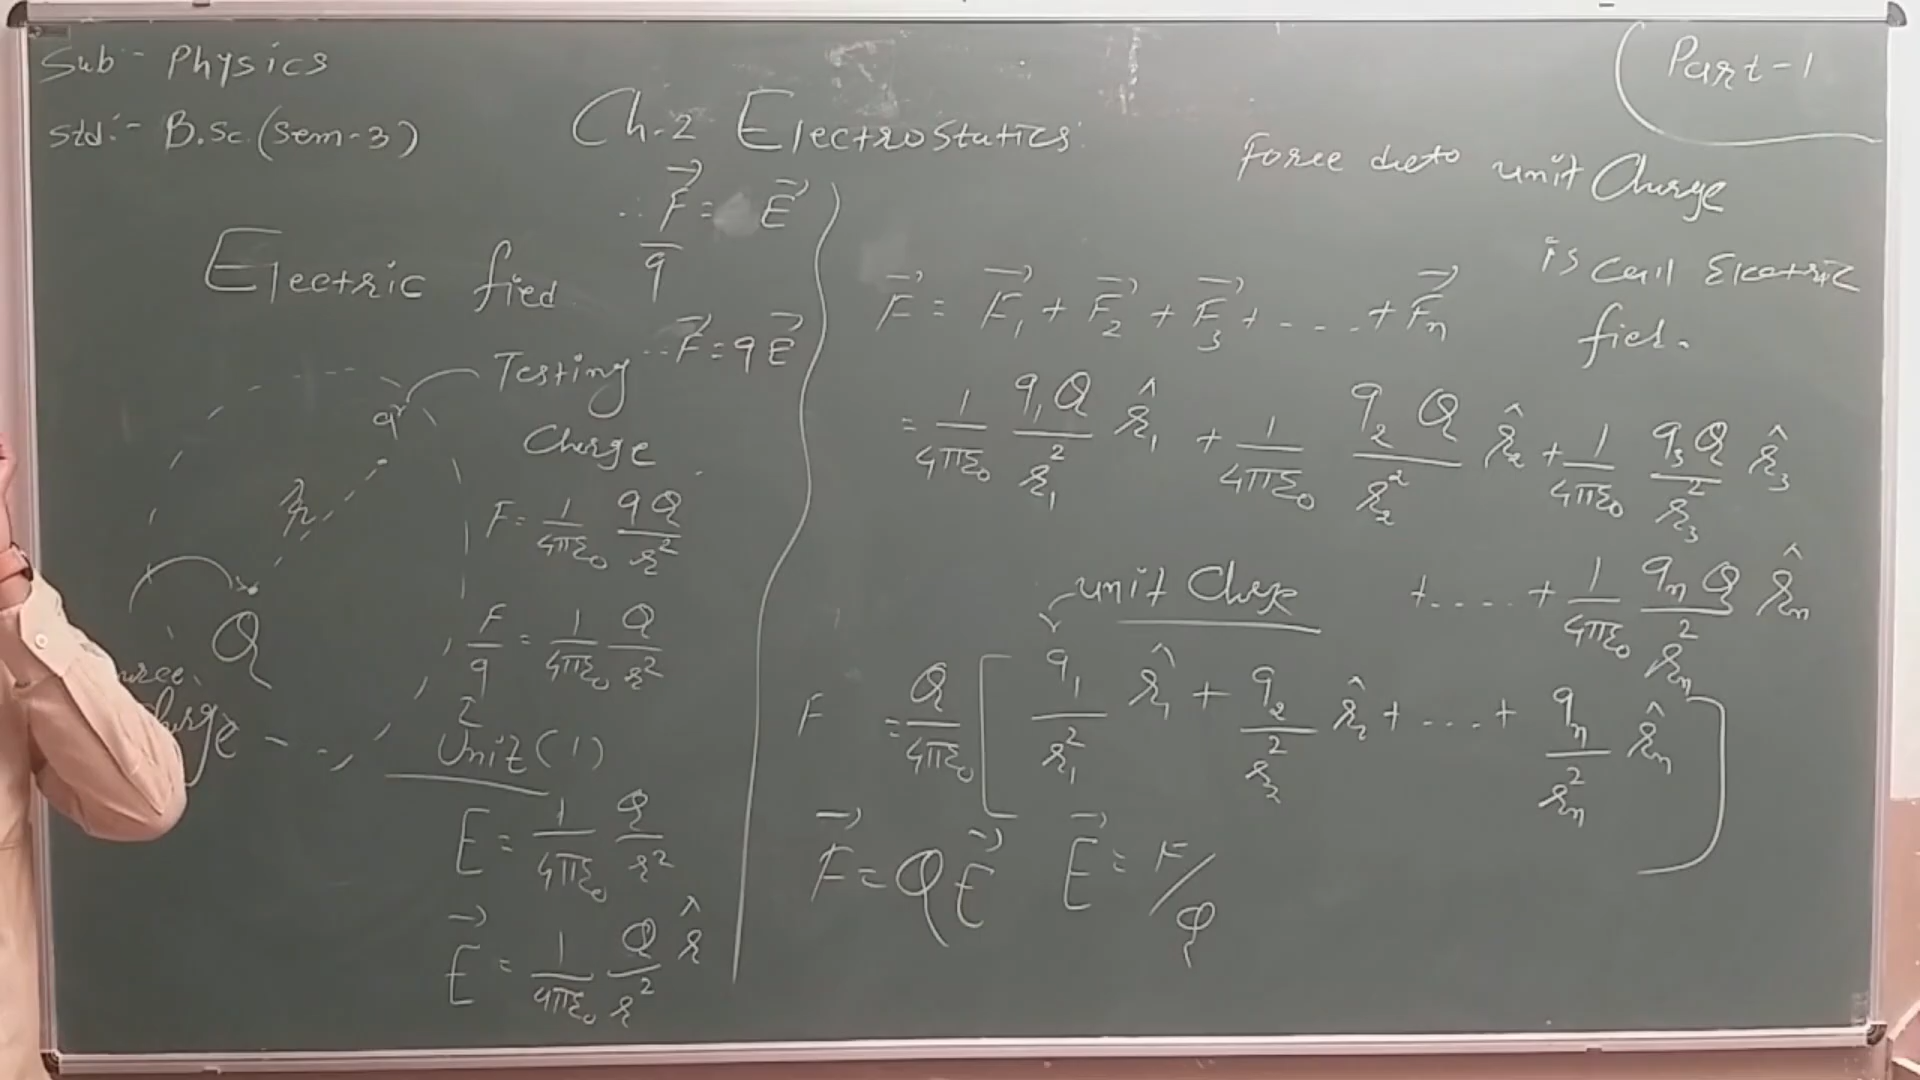 Sub:- Physics
Std:- B.Sc. (Sem-3)
Ch-2 Electrostatics
Part-1
∴ F⃗/q = E⃗
Electric fied
∴ F⃗ = qE⃗
Testing
Charge
q
r
Q
F = 1/4πε₀ qQ/r²
F/q = 1/4πε₀ Q/r²
Unit (1)
E = 1/4πε₀ Q/r²
E⃗ = 1/4πε₀ Q/r² r̂
force dueto unit Charge
is call Electric
fied.
F⃗ = F⃗₁ + F⃗₂ + F⃗₃ + - - - + F⃗n
= 1/4πε₀ q₁Q/r₁² r̂₁ + 1/4πε₀ q₂Q/r₂² r̂₂ + 1/4πε₀ q₃Q/r₃² r̂₃
+ .... + 1/4πε₀ qnQ/rn² r̂n
unit Charge
F = Q/4πε₀ [ q₁/r₁² r̂₁ + q₂/r₂² r̂₂ + ... + qn/rn² r̂n ]
F⃗ = QE⃗ E⃗ = F/Q